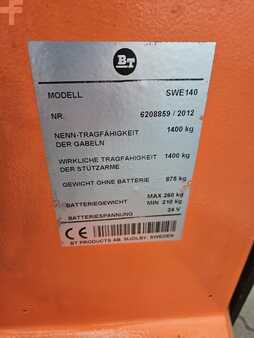 BT
MODELL SWE140
NR. 6208859 / 2012
NENN-TRAGFÄHIGKEIT 1400 kg
DER GABELN
WIRKLICHE TRAGFÄHIGKEIT 1400 kg
DER STÜTZARME
GEWICHT OHNE BATTERIE 875 kg
BATTERIEGEWICHT MAX 260 kg
MIN 210 kg
BATTERIESPANNUNG 24 V
CE BT PRODUCTS AB, MJÖLBY, SWEDEN